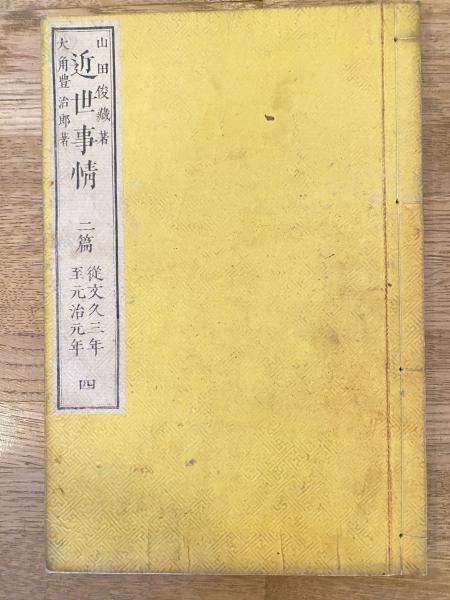 山田俊藏著
大角豐治郎著
近世事情
二篇
從文久三年
至元治元年
四